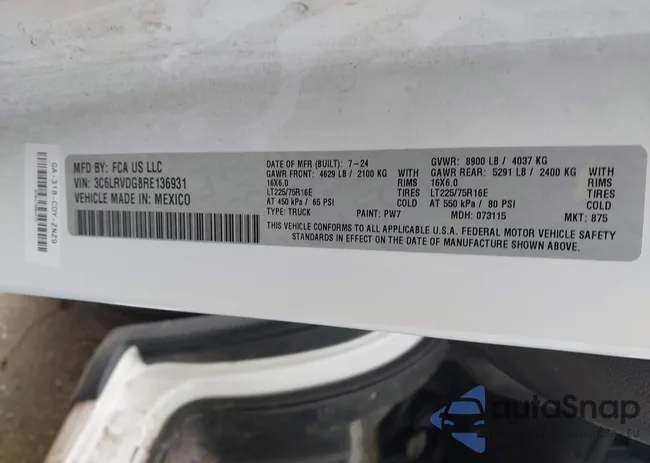 MFD BY: FCA US LLC
VIN: 3C6LRVDG8RE136931
VEHICLE MADE IN: MEXICO
GA-318-CDY-ZNZ9
DATE OF MFR (BUILT): 7-24
GAWR FRONT: 4629 LB / 2100 KG WITH
16X6.0 RIMS
LT225/75R16E TIRES
AT 450 kPa / 65 PSI COLD
TYPE: TRUCK PAINT: PW7
GVWR: 8900 LB / 4037 KG
GAWR REAR: 5291 LB / 2400 KG WITH
16X6.0 RIMS
LT225/75R16E TIRES
AT 550 kPa / 80 PSI COLD
MDH: 073115 MKT: 875
THIS VEHICLE CONFORMS TO ALL APPLICABLE U.S.A. FEDERAL MOTOR VEHICLE SAFETY
STANDARDS IN EFFECT ON THE DATE OF MANUFACTURE SHOWN ABOVE.
autoSnap